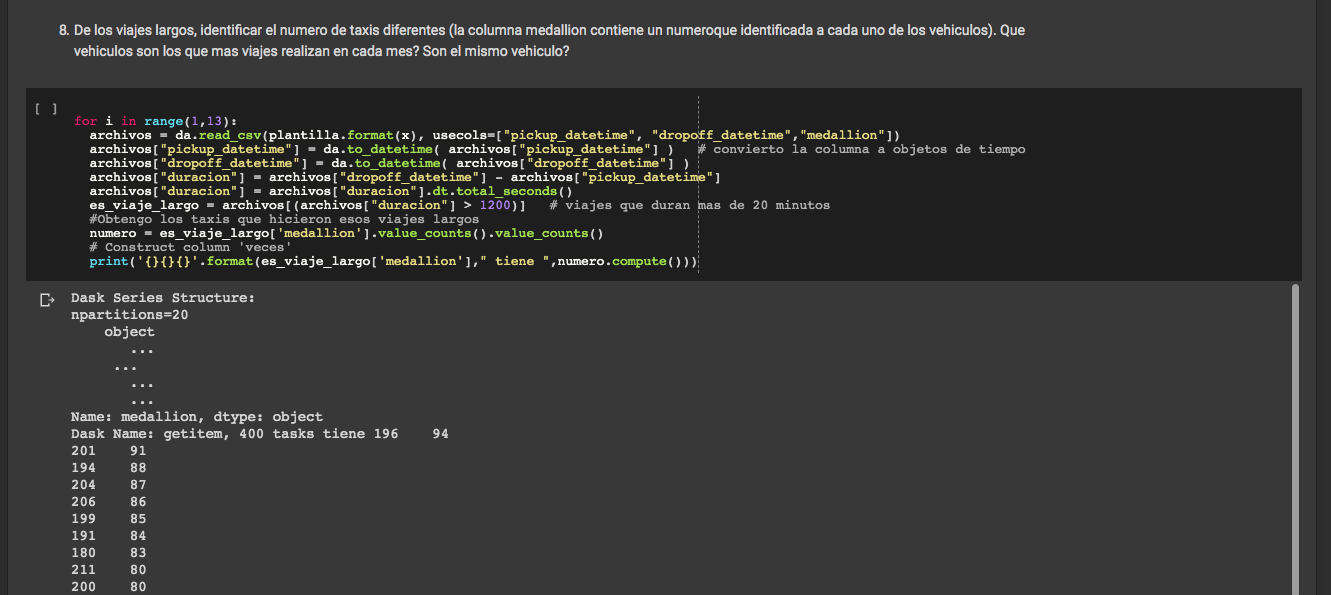 8. De los viajes largos, identificar el numero de taxis diferentes (la columna medallion contiene un numeroque identificada a cada uno de los vehiculos). Que
vehiculos son los que mas viajes realizan en cada mes? Son el mismo vehiculo?
[ ]
for i in range(1,13):
  archivos = da.read_csv(plantilla.format(x), usecols=["pickup_datetime", "dropoff_datetime","medallion"])
  archivos["pickup_datetime"] = da.to_datetime( archivos["pickup_datetime"] )   # convierto la columna a objetos de tiempo
  archivos["dropoff_datetime"] = da.to_datetime( archivos["dropoff_datetime"] )
  archivos["duracion"] = archivos["dropoff_datetime"] - archivos["pickup_datetime"]
  archivos["duracion"] = archivos["duracion"].dt.total_seconds()
  es_viaje_largo = archivos[(archivos["duracion"] > 1200)]   # viajes que duran mas de 20 minutos
  #Obtengo los taxis que hicieron esos viajes largos
  numero = es_viaje_largo['medallion'].value_counts().value_counts()
  # Construct column 'veces'
  print('{}{}{}'.format(es_viaje_largo['medallion']," tiene ",numero.compute()))
Dask Series Structure:
npartitions=20
    object
       ...
     ...
       ...
       ...
Name: medallion, dtype: object
Dask Name: getitem, 400 tasks tiene 196    94
201    91
194    88
204    87
206    86
199    85
191    84
180    83
211    80
200    80